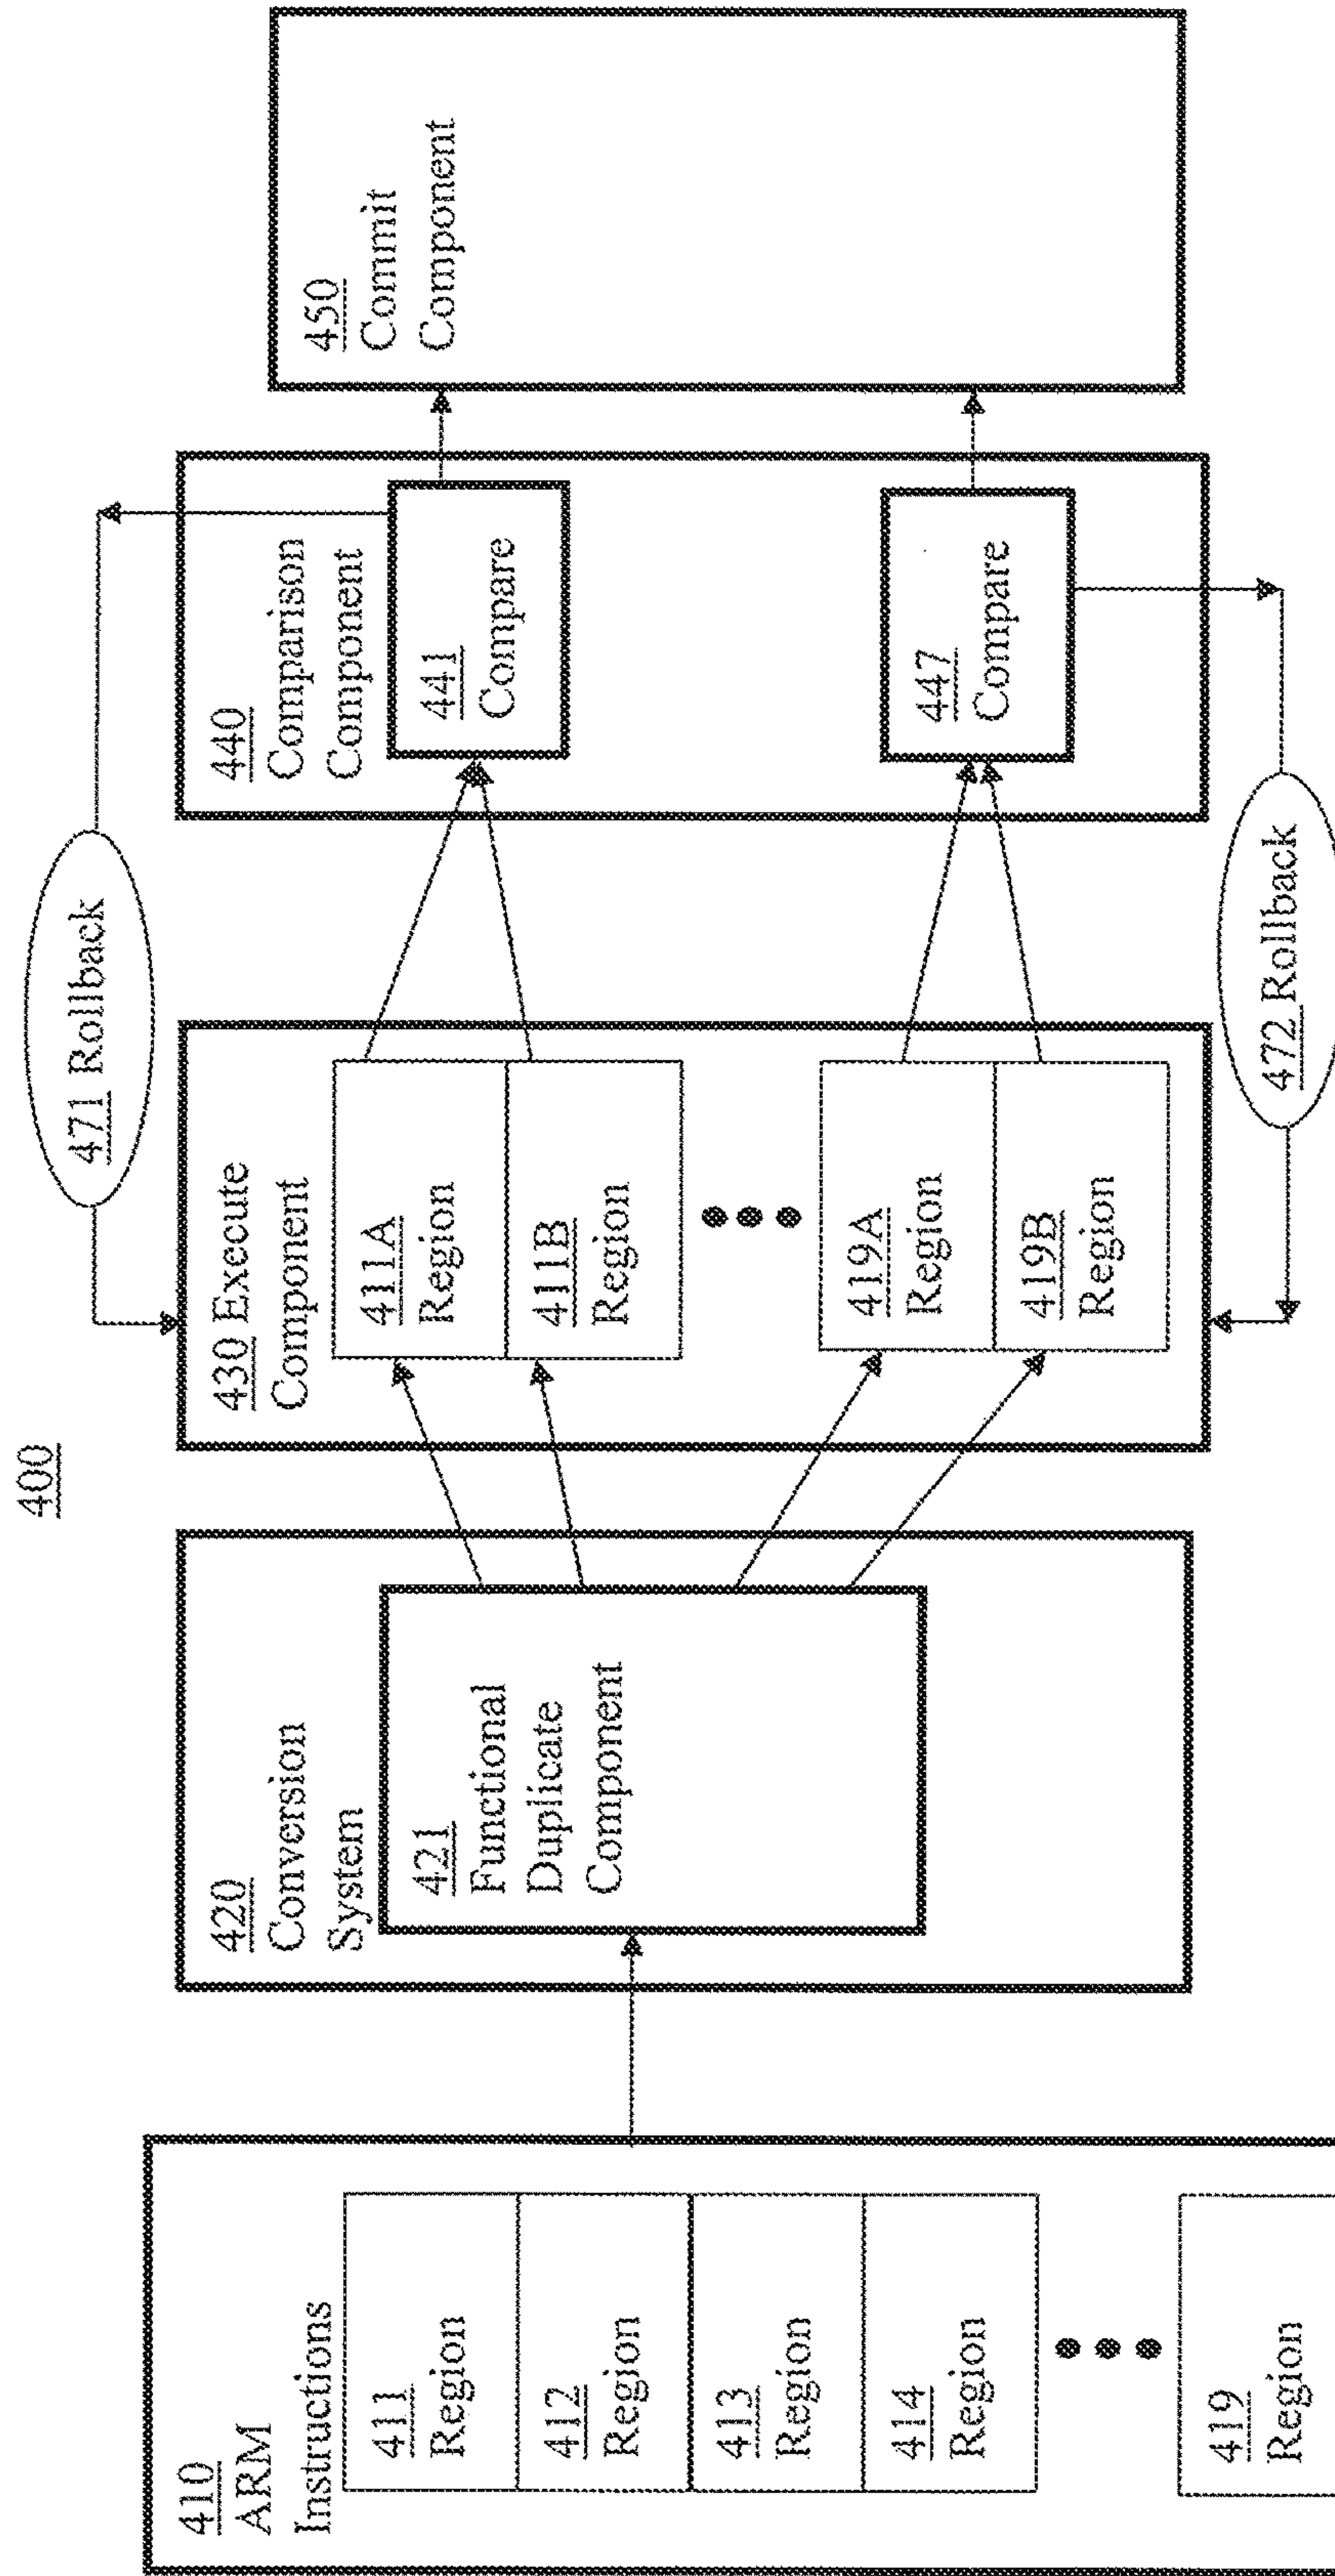 400
410
ARM
Instructions
411
Region
412
Region
413
Region
414
Region
419
Region
420
Conversion
System
421
Functional
Duplicate
Component
430 Execute
Component
411A
Region
411B
Region
419A
Region
419B
Region
471 Rollback
472 Rollback
440
Comparison
Component
441
Compare
447
Compare
450
Commit
Component